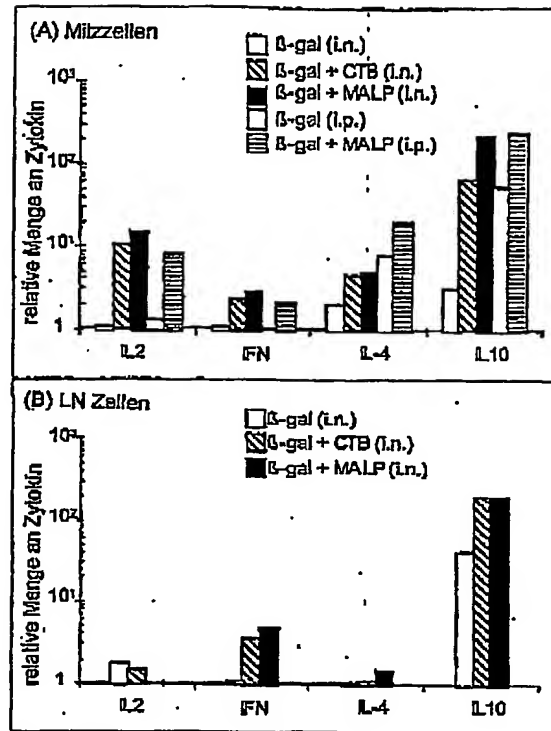 (A) Milzzellen
ß-gal (i.n.)
ß-gal + CTB (i.n.)
ß-gal + MALP (i.n.)
ß-gal (i.p.)
ß-gal + MALP (i.p.)
relative Menge an Zytokin
10³
10²
10¹
1
IL2
IFN
IL-4
IL10
(B) LN Zellen
ß-gal (i.n.)
ß-gal + CTB (i.n.)
ß-gal + MALP (i.n.)
relative Menge an Zytokin
10³
10²
10¹
1
IL2
IFN
IL-4
IL10